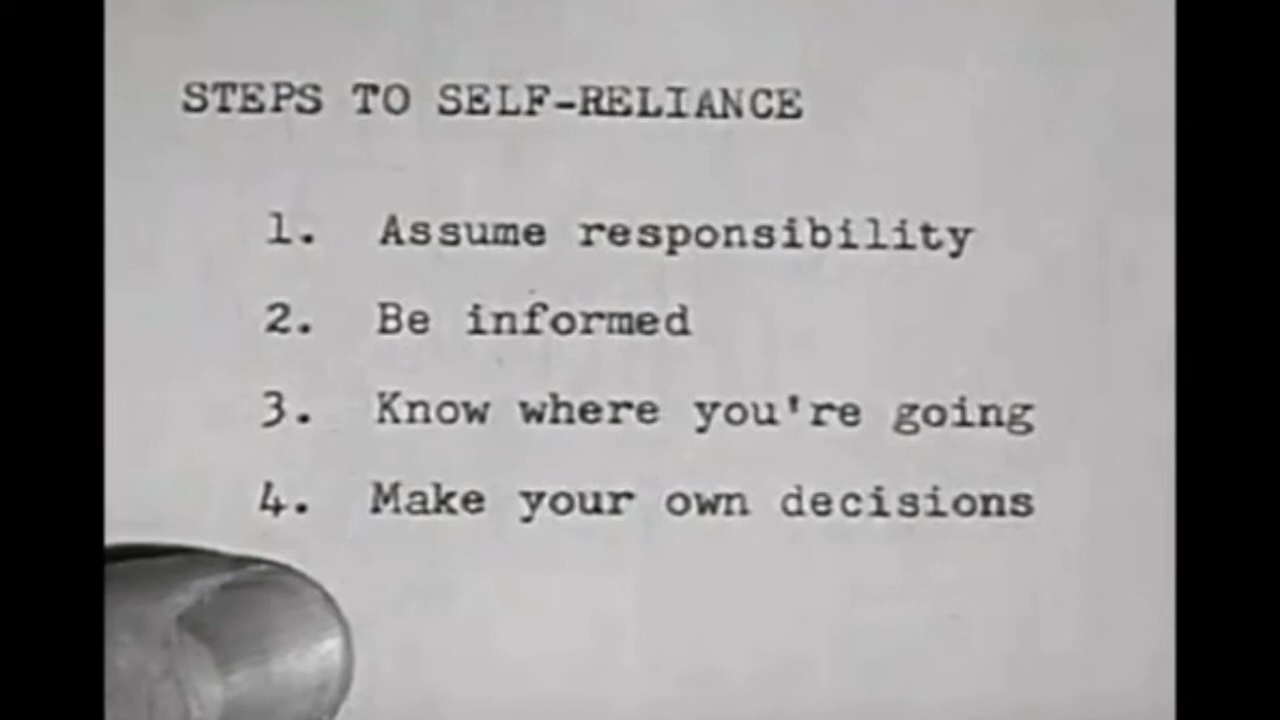 STEPS TO SELF-RELIANCE
1. Assume responsibility
2. Be informed
3. Know where you're going
4. Make your own decisions